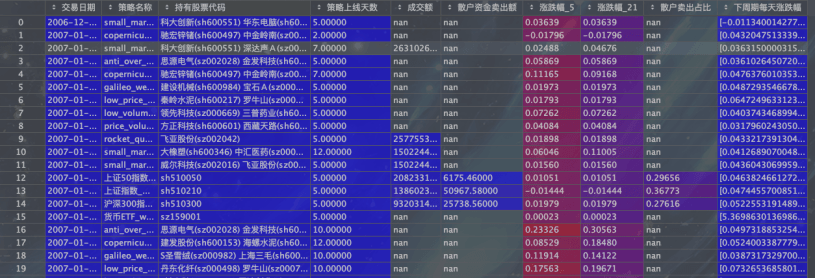 交易日期 策略名称 持有股票代码 策略上线天数 成交额 散户资金卖出额 涨跌幅_5 涨跌幅_21 散户卖出占比 下周期每天涨跌幅
0 2006-12-... small_mar... 科大创新(sh600551) 华东电脑(sh60... 5.00000 nan nan 0.03639 0.03639 nan [-0.011340014277...
1 2007-01-... copernicu... 驰宏锌锗(sh600497) 中金岭南(sz00... 2.00000 nan nan -0.01796 -0.01796 nan [0.0432047513339...
2 2007-01-... small_mar... 科大创新(sh600551) 深达声A(sz000... 7.00000 2631026... nan 0.02488 0.04676 nan [0.0363150000315...
3 2007-01-... anti_over_... 思源电气(sz002028) 金发科技(sh60... 5.00000 nan nan 0.05869 0.05869 nan [0.0361026450720...
4 2007-01-... copernicu... 驰宏锌锗(sh600497) 中金岭南(sz00... 7.00000 nan nan 0.11165 0.09168 nan [0.0476376010353...
5 2007-01-... galileo_we... 建设机械(sh600984) 宝石A(sz0000... 5.00000 nan nan 0.01941 0.01941 nan [0.0487293546678...
6 2007-01-... low_price_... 秦岭水泥(sh600217) 罗牛山(sz000... 5.00000 nan nan 0.01793 0.01793 nan [0.0647249633123...
7 2007-01-... low_volum... 领先科技(sz000669) 三普药业(sh60... 5.00000 nan nan 0.07262 0.07262 nan [0.0403743468994...
8 2007-01-... price_volu... 方正科技(sh600601) 西藏天路(sh60... 5.00000 nan nan 0.04084 0.04084 nan [0.0317960243050...
9 2007-01-... rocket_qu... 飞亚股份(sz002042) 5.00000 2577553... nan 0.01898 0.01898 nan [0.0433217391304...
10 2007-01-... small_mar... 大橡塑(sh600346) 中汇医药(sz00... 12.00000 1502244... nan 0.06046 0.11005 nan [0.0412689070048...
11 2007-01-... small_mar... 威尔科技(sz002016) 飞亚股份(sz00... 5.00000 1502244... nan 0.01560 0.01560 nan [0.0436043069959...
12 2007-01-... 上证50指数... sh510050 5.00000 2082331... 6175.46000 0.01951 0.01951 0.29656 [0.0463824661272...
13 2007-01-... 上证指数_... sh510210 5.00000 1386023... 50967.58000 -0.01444 -0.01444 0.36773 [0.0474455700851...
14 2007-01-... 沪深300指... sh510300 5.00000 9320314... 25738.56000 0.01979 0.01979 0.27616 [0.0522553191489...
15 2007-01-... 货币ETF_w... sz159001 5.00000 nan nan 0.00023 0.00023 nan [5.3698630136986...
16 2007-01-... anti_over_... 思源电气(sz002028) 金发科技(sh60... 10.00000 nan nan 0.23326 0.30563 nan [0.0497318853254...
17 2007-01-... copernicu... 建发股份(sh600153) 海螺水泥(sh60... 12.00000 nan nan 0.08529 0.18480 nan [0.0524003387779...
18 2007-01-... galileo_we... S圣雪绒(sz000982) 上海三毛(sh60... 10.00000 nan nan 0.11914 0.14122 nan [0.0387317329700...
19 2007-01-... low_price_... 丹东化纤(sz000498) 罗牛山(sz0007... 10.00000 nan nan 0.17563 0.19671 nan [0.0732653685801...